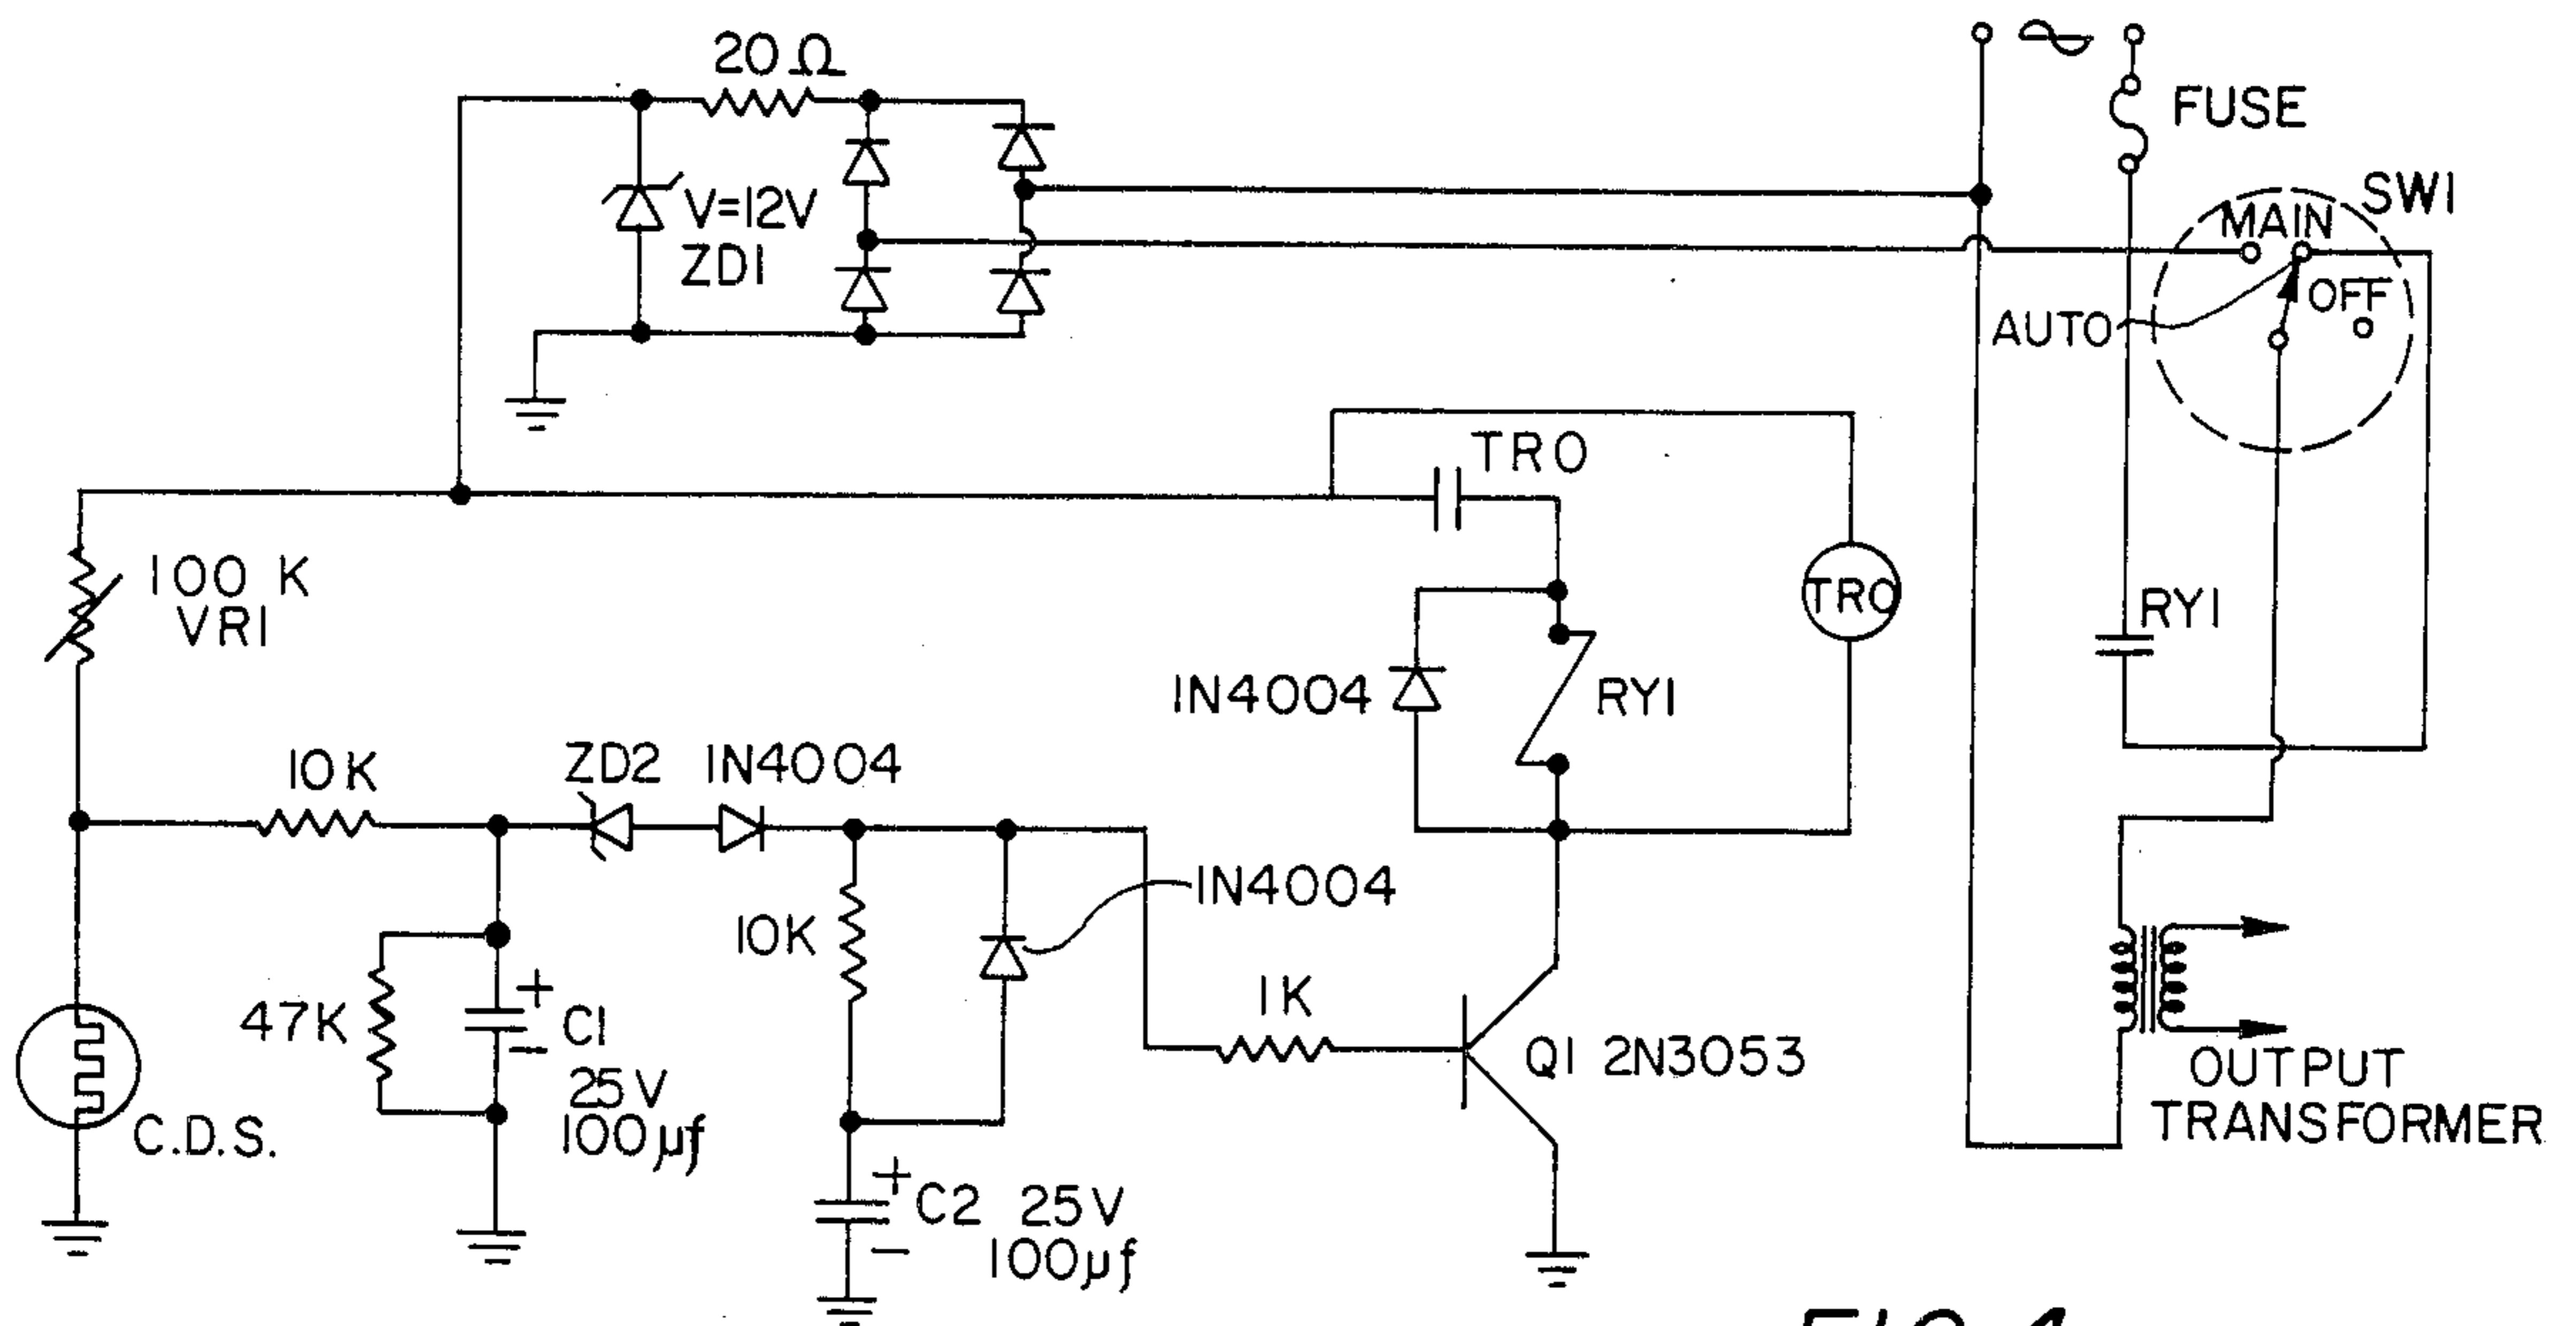 20 Ω
FUSE
V=12V
ZD1
SW1
MAIN
OFF
AUTO
TRO
100 K
VR1
TRO
RY1
1N4004
RY1
10K
ZD2
1N4004
1N4004
10K
47K
+
C1
-
25V
100µf
1K
Q1 2N3053
C.D.S.
+
C2 25V
-
100µf
OUTPUT
TRANSFORMER